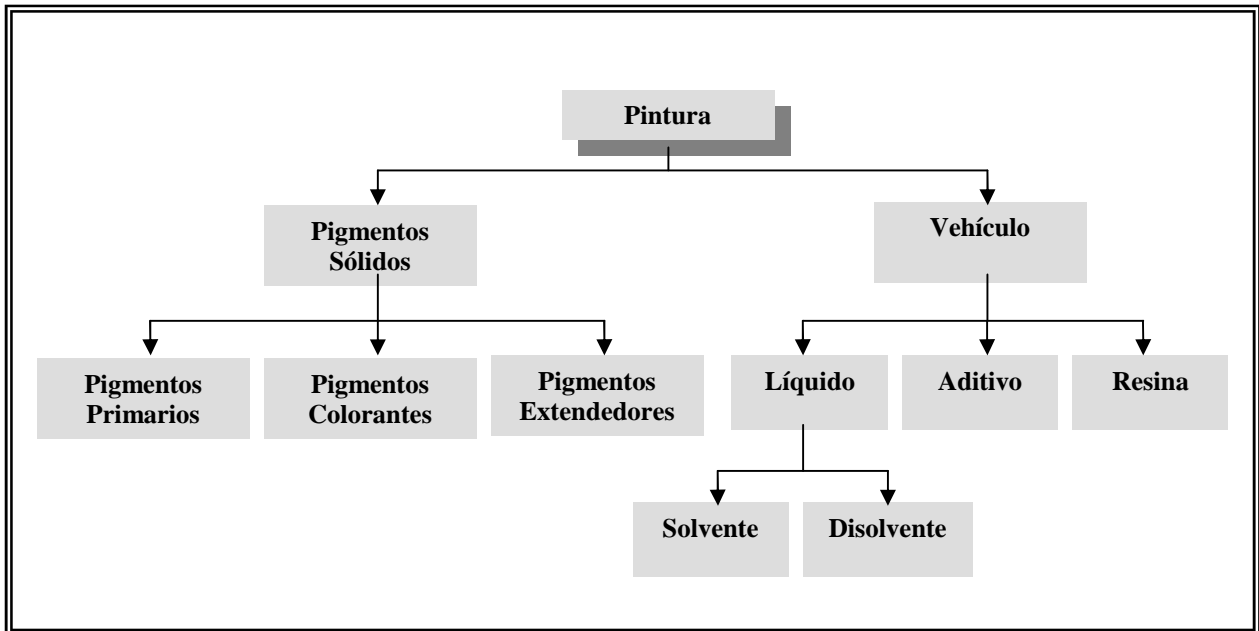 Pintura
Pigmentos
Sólidos
Vehículo
Pigmentos
Primarios
Pigmentos
Colorantes
Pigmentos
Extendedores
Líquido
Aditivo
Resina
Solvente
Disolvente